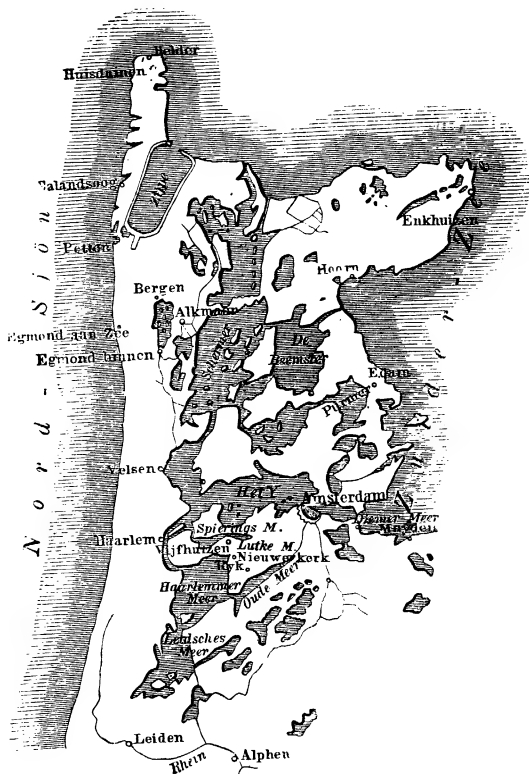 Helder
Huisduinen
Calandsoog
Zijpe
Petten
Enkhuizen
Hoorn
Bergen
Alkmaar
Egmond aan Zee
Egmond binnen
Schermer
De
Beemster
Edam
Purmer
Velsen
Het Y
Amsterdam
Diemer Meer
Muiden
Spierings M.
Haarlem
Vijfhuizen
Lutke M.
Nieuwerkerk
Ryk
Haarlemmer
Meer
Oude Meer
Leidsches
Meer
Leiden
Rhein
Alphen
Nord-Sjön
Zuider-